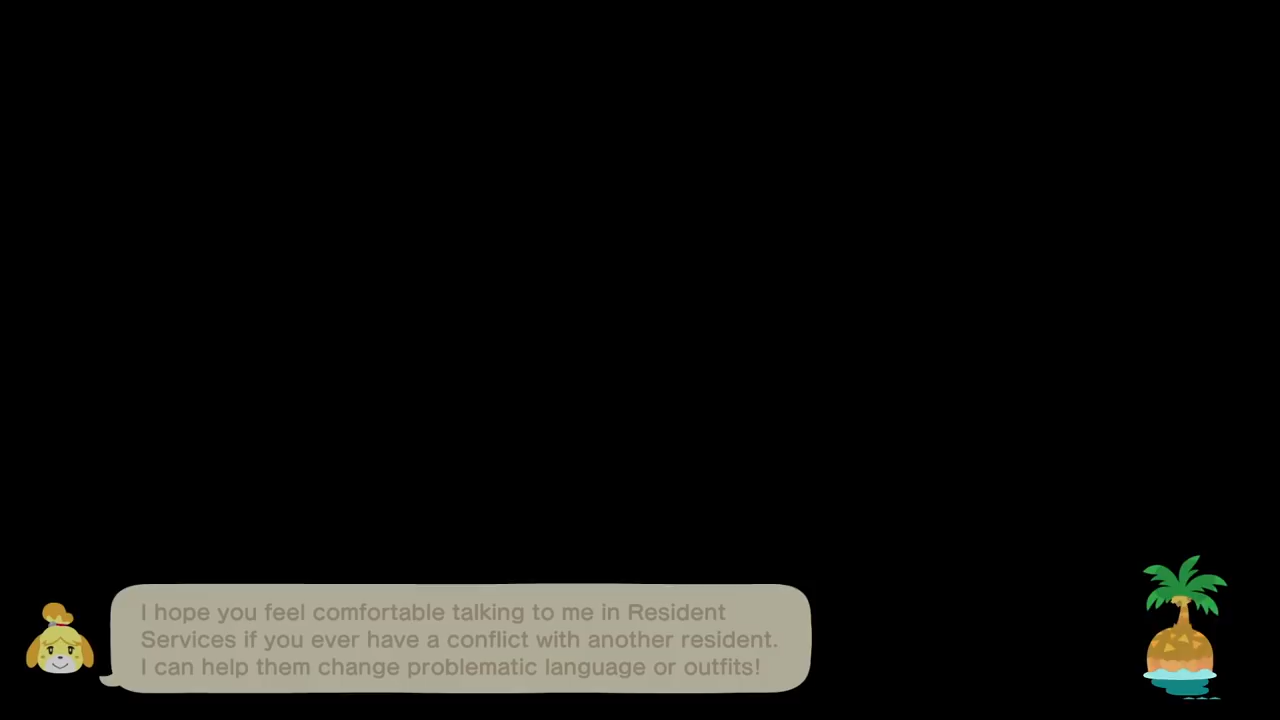 I hope you feel comfortable talking to me in Resident
Services if you ever have a conflict with another resident.
I can help them change problematic language or outfits!